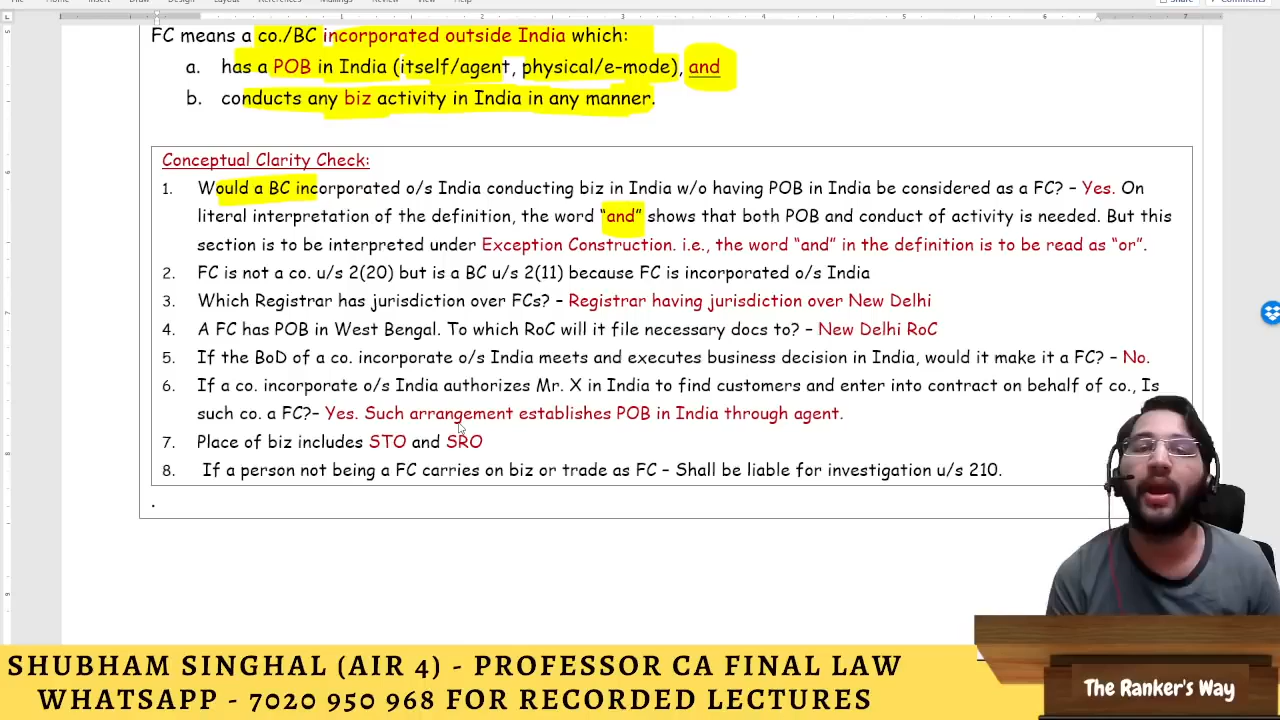 FC means a co./BC incorporated outside India which:
a. has a POB in India (itself/agent, physical/e-mode), and
b. conducts any biz activity in India in any manner.
Conceptual Clarity Check:
1. Would a BC incorporated o/s India conducting biz in India w/o having POB in India be considered as a FC? – Yes. On
literal interpretation of the definition, the word “and” shows that both POB and conduct of activity is needed. But this
section is to be interpreted under Exception Construction. i.e., the word “and” in the definition is to be read as “or”.
2. FC is not a co. u/s 2(20) but is a BC u/s 2(11) because FC is incorporated o/s India
3. Which Registrar has jurisdiction over FCs? – Registrar having jurisdiction over New Delhi
4. A FC has POB in West Bengal. To which RoC will it file necessary docs to? – New Delhi RoC
5. If the BoD of a co. incorporate o/s India meets and executes business decision in India, would it make it a FC? – No.
6. If a co. incorporate o/s India authorizes Mr. X in India to find customers and enter into contract on behalf of co., Is
such co. a FC?– Yes. Such arrangement establishes POB in India through agent.
7. Place of biz includes STO and SRO
8. If a person not being a FC carries on biz or trade as FC – Shall be liable for investigation u/s 210.
.
SHUBHAM SINGHAL (AIR 4) - PROFESSOR CA FINAL LAW
WHATSAPP - 7020 950 968 FOR RECORDED LECTURES
The Ranker's Way